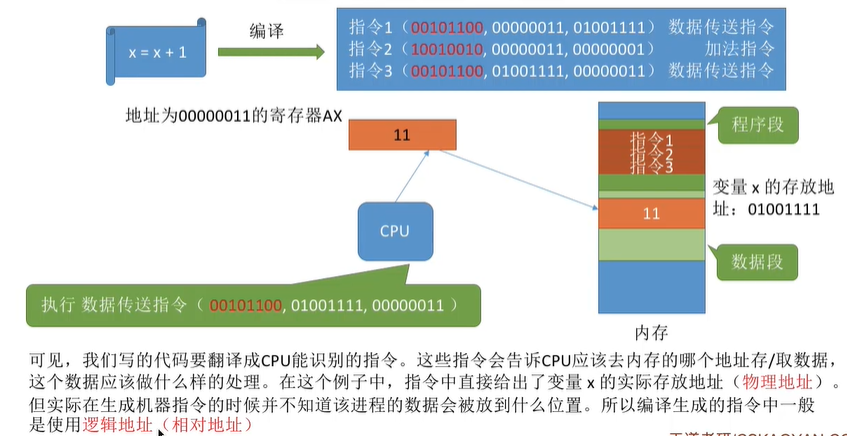 x = x + 1
编译
指令1（00101100, 00000011, 01001111） 数据传送指令
指令2（10010010, 00000011, 00000001） 加法指令
指令3（00101100, 01001111, 00000011） 数据传送指令
地址为00000011的寄存器AX
11
CPU
执行 数据传送指令（ 00101100, 01001111, 00000011 ）
程序段
指令1
指令2
指令3
变量 x 的存放地
址：01001111
11
数据段
内存
可见，我们写的代码要翻译成CPU能识别的指令。这些指令会告诉CPU应该去内存的哪个地址存/取数据，
这个数据应该做什么样的处理。在这个例子中，指令中直接给出了变量 x 的实际存放地址（物理地址）。
但实际在生成机器指令的时候并不知道该进程的数据会被放到什么位置。所以编译生成的指令中一般
是使用逻辑地址（相对地址）